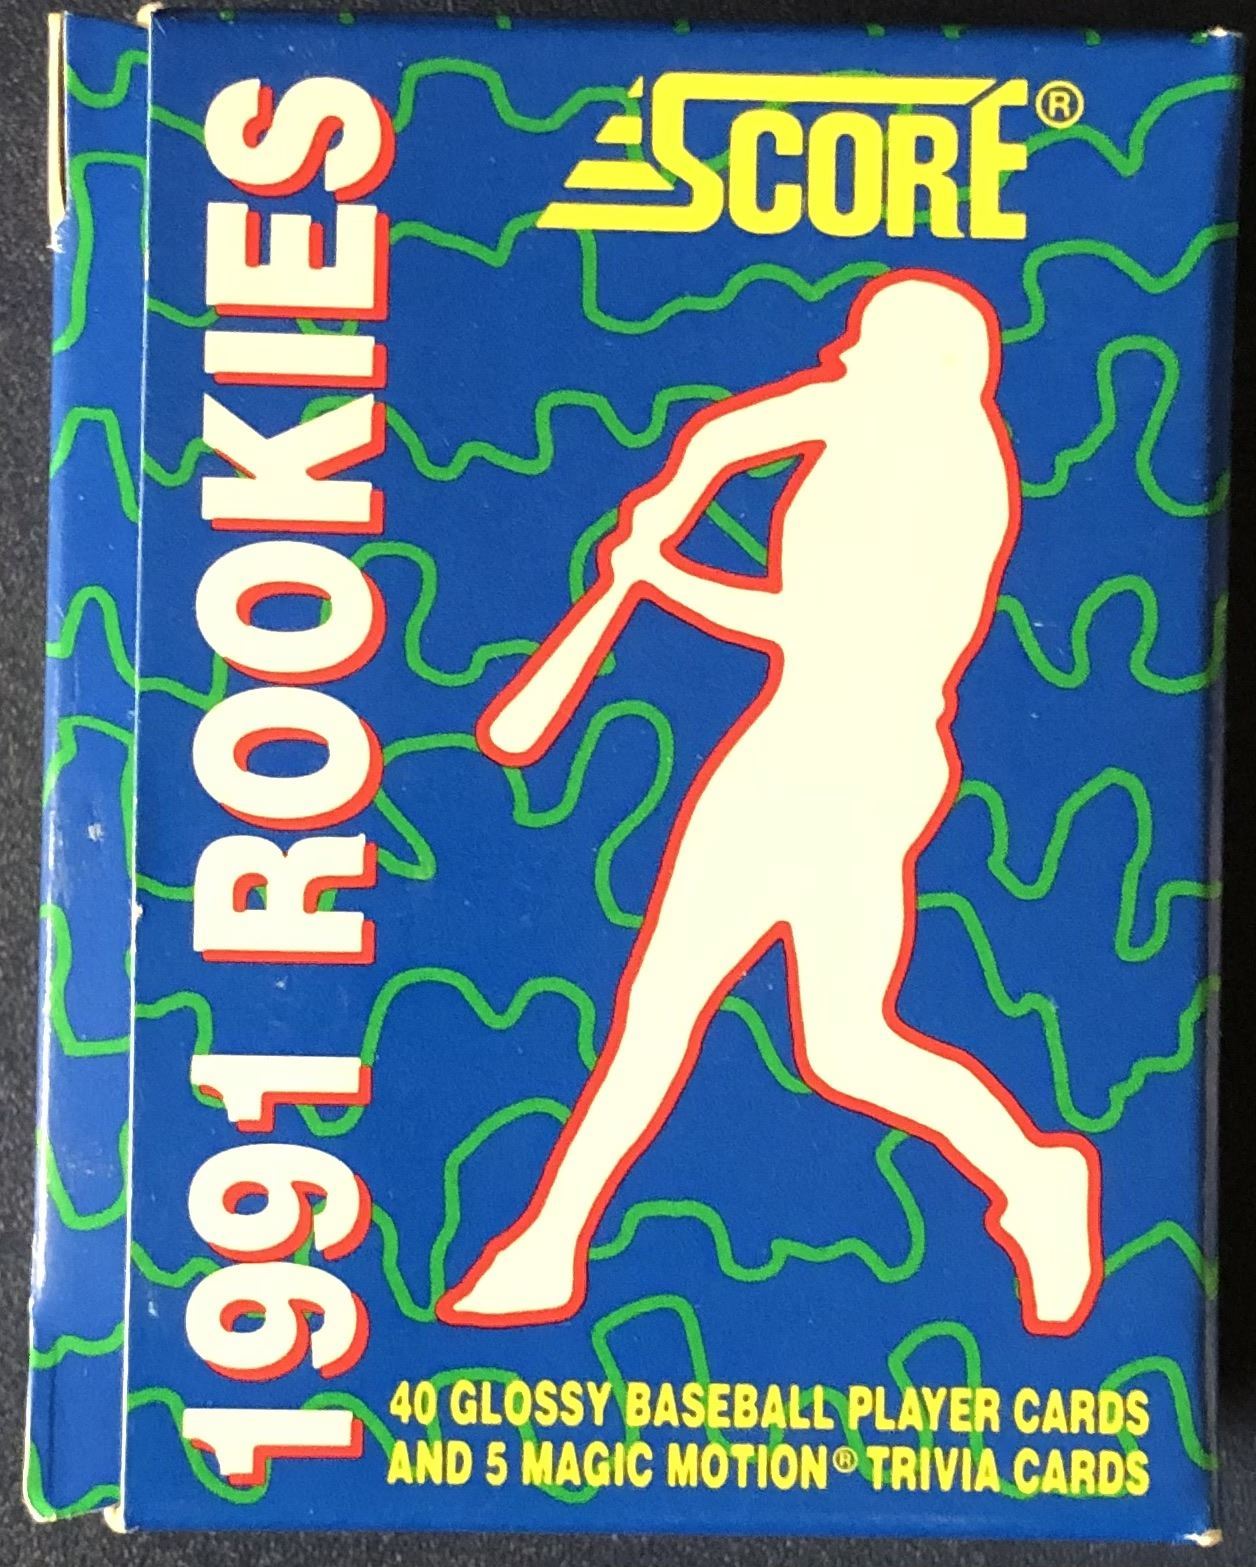 SCORE®
1991 ROOKIES
40 GLOSSY BASEBALL PLAYER CARDS
AND 5 MAGIC MOTION® TRIVIA CARDS